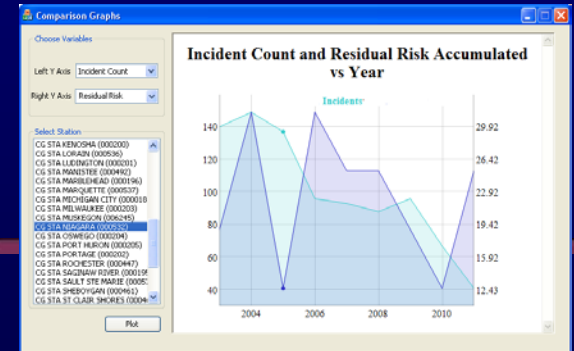 Comparison Graphs
Choose Variables
Left Y Axis Incident Count
Right Y Axis Residual Risk
Select Station
CG STA KENOSHA (000200)
CG STA LORAIN (000536)
CG STA LUDINGTON (000201)
CG STA MANISTEE (000492)
CG STA MARBLEHEAD (000196)
CG STA MARQUETTE (000537)
CG STA MICHIGAN CITY (000018
CG STA MILWAUKEE (000203)
CG STA MUSKEGON (006245)
CG STA NIAGARA (000532)
CG STA OSWEGO (000204)
CG STA PORT HURON (000205)
CG STA PORTAGE (000202)
CG STA ROCHESTER (000447)
CG STA SAGINAW RIVER (00019
CG STA SAULT STE MARIE (0005
CG STA SHEBOYGAN (000461)
CG STA ST CLAIR SHORES (0004
Plot
Incident Count and Residual Risk Accumulated
vs Year
Incidents
140
120
100
80
60
40
29.92
26.42
22.92
19.42
15.92
12.43
2004 2006 2008 2010